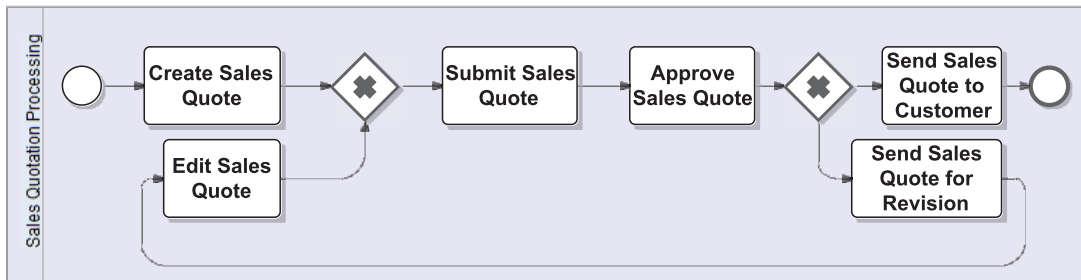 Sales Quotation Processing
Create Sales
Quote
Submit Sales
Quote
Approve
Sales Quote
Send Sales
Quote to
Customer
Edit Sales
Quote
Send Sales
Quote for
Revision